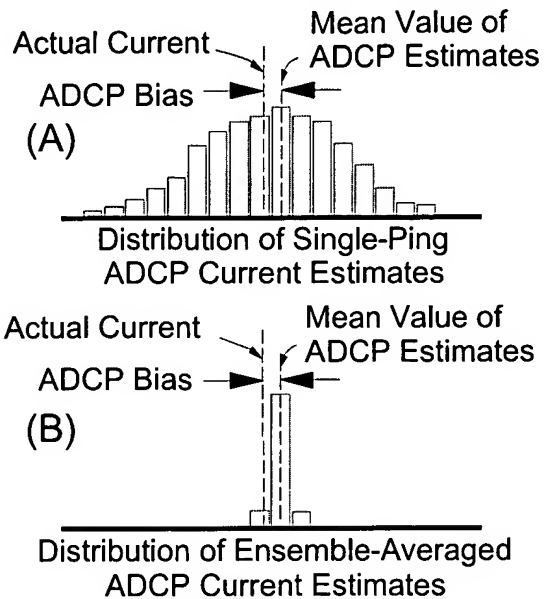 Actual Current
Mean Value of
ADCP Estimates
ADCP Bias
(A)
Distribution of Single-Ping
ADCP Current Estimates
Actual Current
Mean Value of
ADCP Estimates
ADCP Bias
(B)
Distribution of Ensemble-Averaged
ADCP Current Estimates